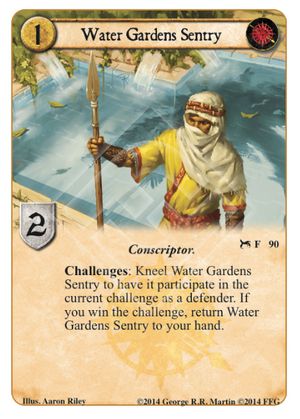 1 Water Gardens Sentry
2
F 90
Conscriptor.
Challenges: Kneel Water Gardens
Sentry to have it participate in the
current challenge as a defender. If
you win the challenge, return Water
Gardens Sentry to your hand.
Illus. Aaron Riley ©2014 George R.R. Martin ©2014 FFG